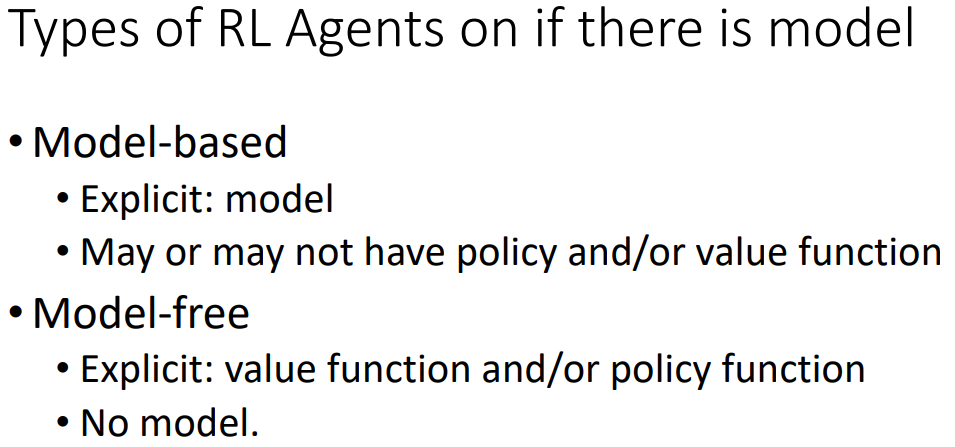 Types of RL Agents on if there is model
• Model-based
• Explicit: model
• May or may not have policy and/or value function
• Model-free
• Explicit: value function and/or policy function
• No model.